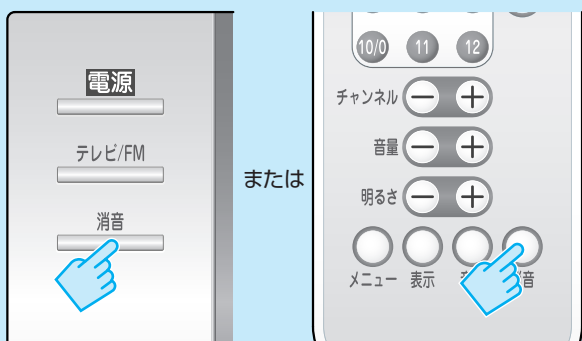 電源
テレビ/FM
消音
または
10/0 11 12
チャンネル − +
音量 − +
明るさ − +
メニュー 表示 音